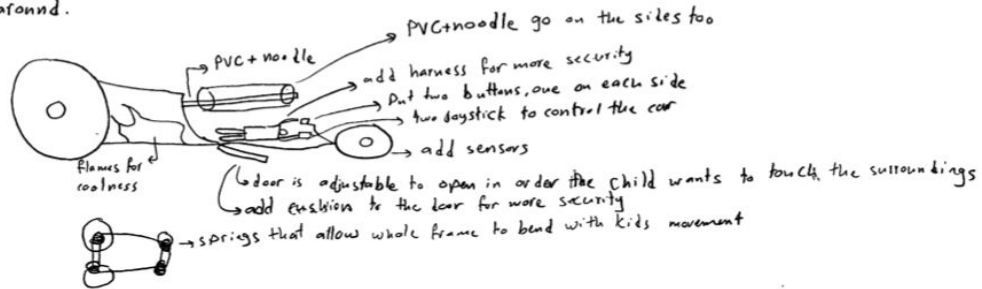 around.
PVC+noodle go on the sides too
PVC + noodle
add harness for more security
put two buttons, one on each side
two joystick to control the car
add sensors
flames for
coolness
door is adjustable to open in order the child wants to touch the surroundings
add cushion to the door for more security
springs that allow whole frame to bend with kids movement